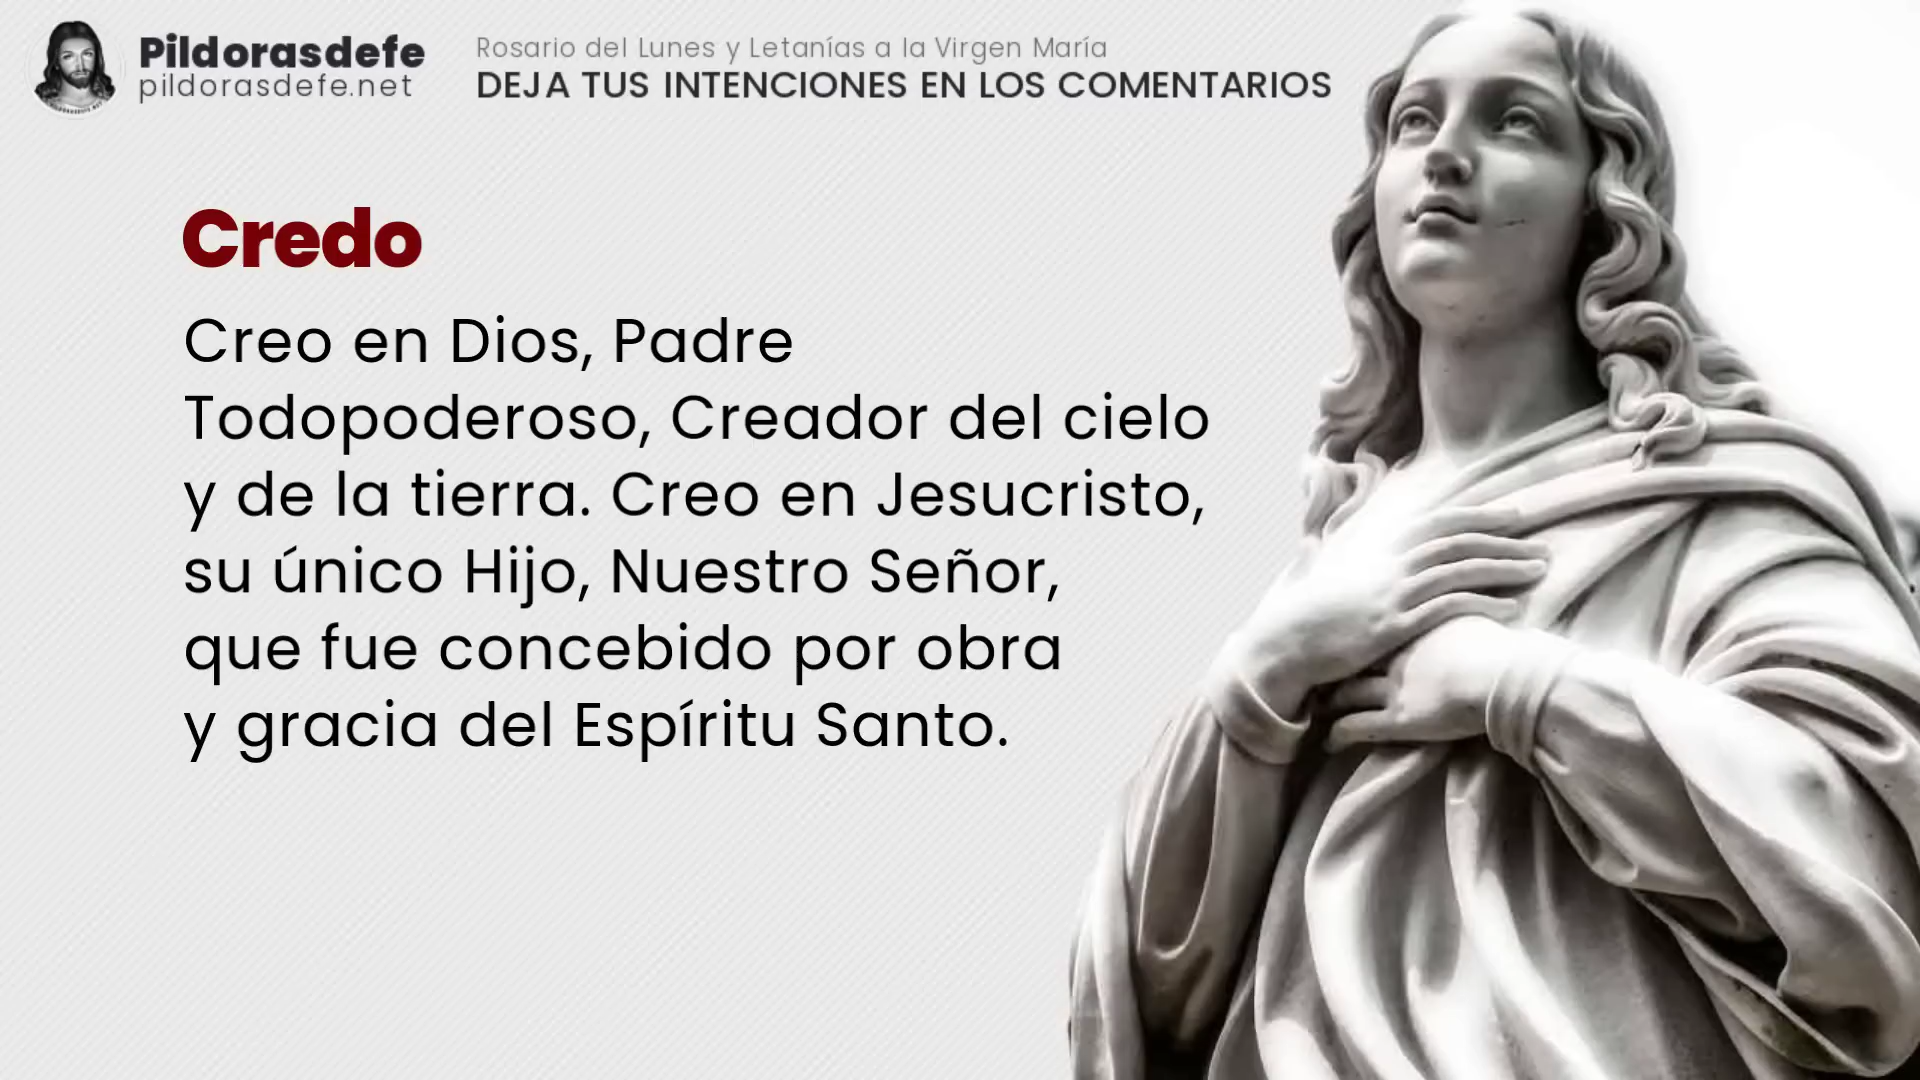 Pildorasdefe
pildorasdefe.net
Rosario del Lunes y Letanías a la Virgen María
DEJA TUS INTENCIONES EN LOS COMENTARIOS
Credo
Creo en Dios, Padre
Todopoderoso, Creador del cielo
y de la tierra. Creo en Jesucristo,
su único Hijo, Nuestro Señor,
que fue concebido por obra
y gracia del Espíritu Santo.